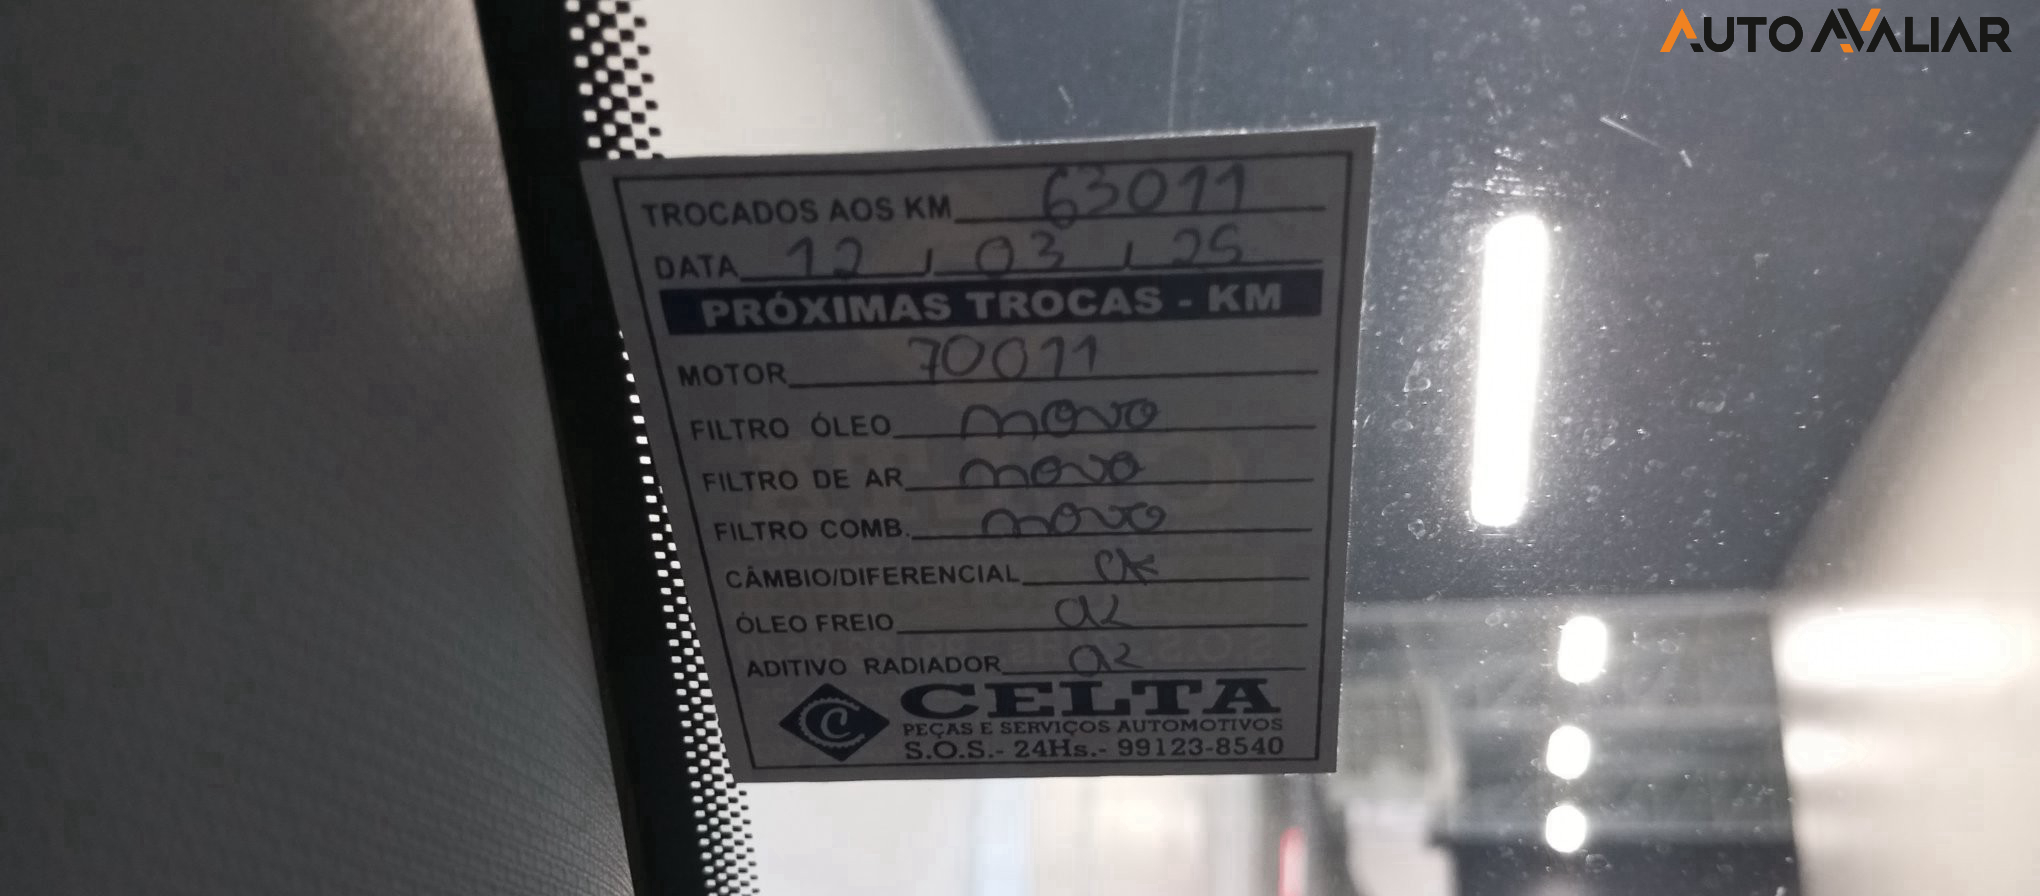 AUTO AVALIAR
TROCADOS AOS KM 63011
DATA 12 / 03 / 25
PRÓXIMAS TROCAS - KM
MOTOR 70011
FILTRO ÓLEO novo
FILTRO DE AR novo
FILTRO COMB. novo
CÂMBIO/DIFERENCIAL ok
ÓLEO FREIO ok
ADITIVO RADIADOR ok
CELTA
PEÇAS E SERVIÇOS AUTOMOTIVOS
S.O.S.- 24Hs.- 99123-8540